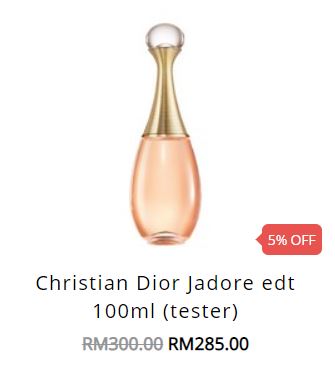 5% OFF
Christian Dior Jadore edt
100ml (tester)
RM300.00 RM285.00